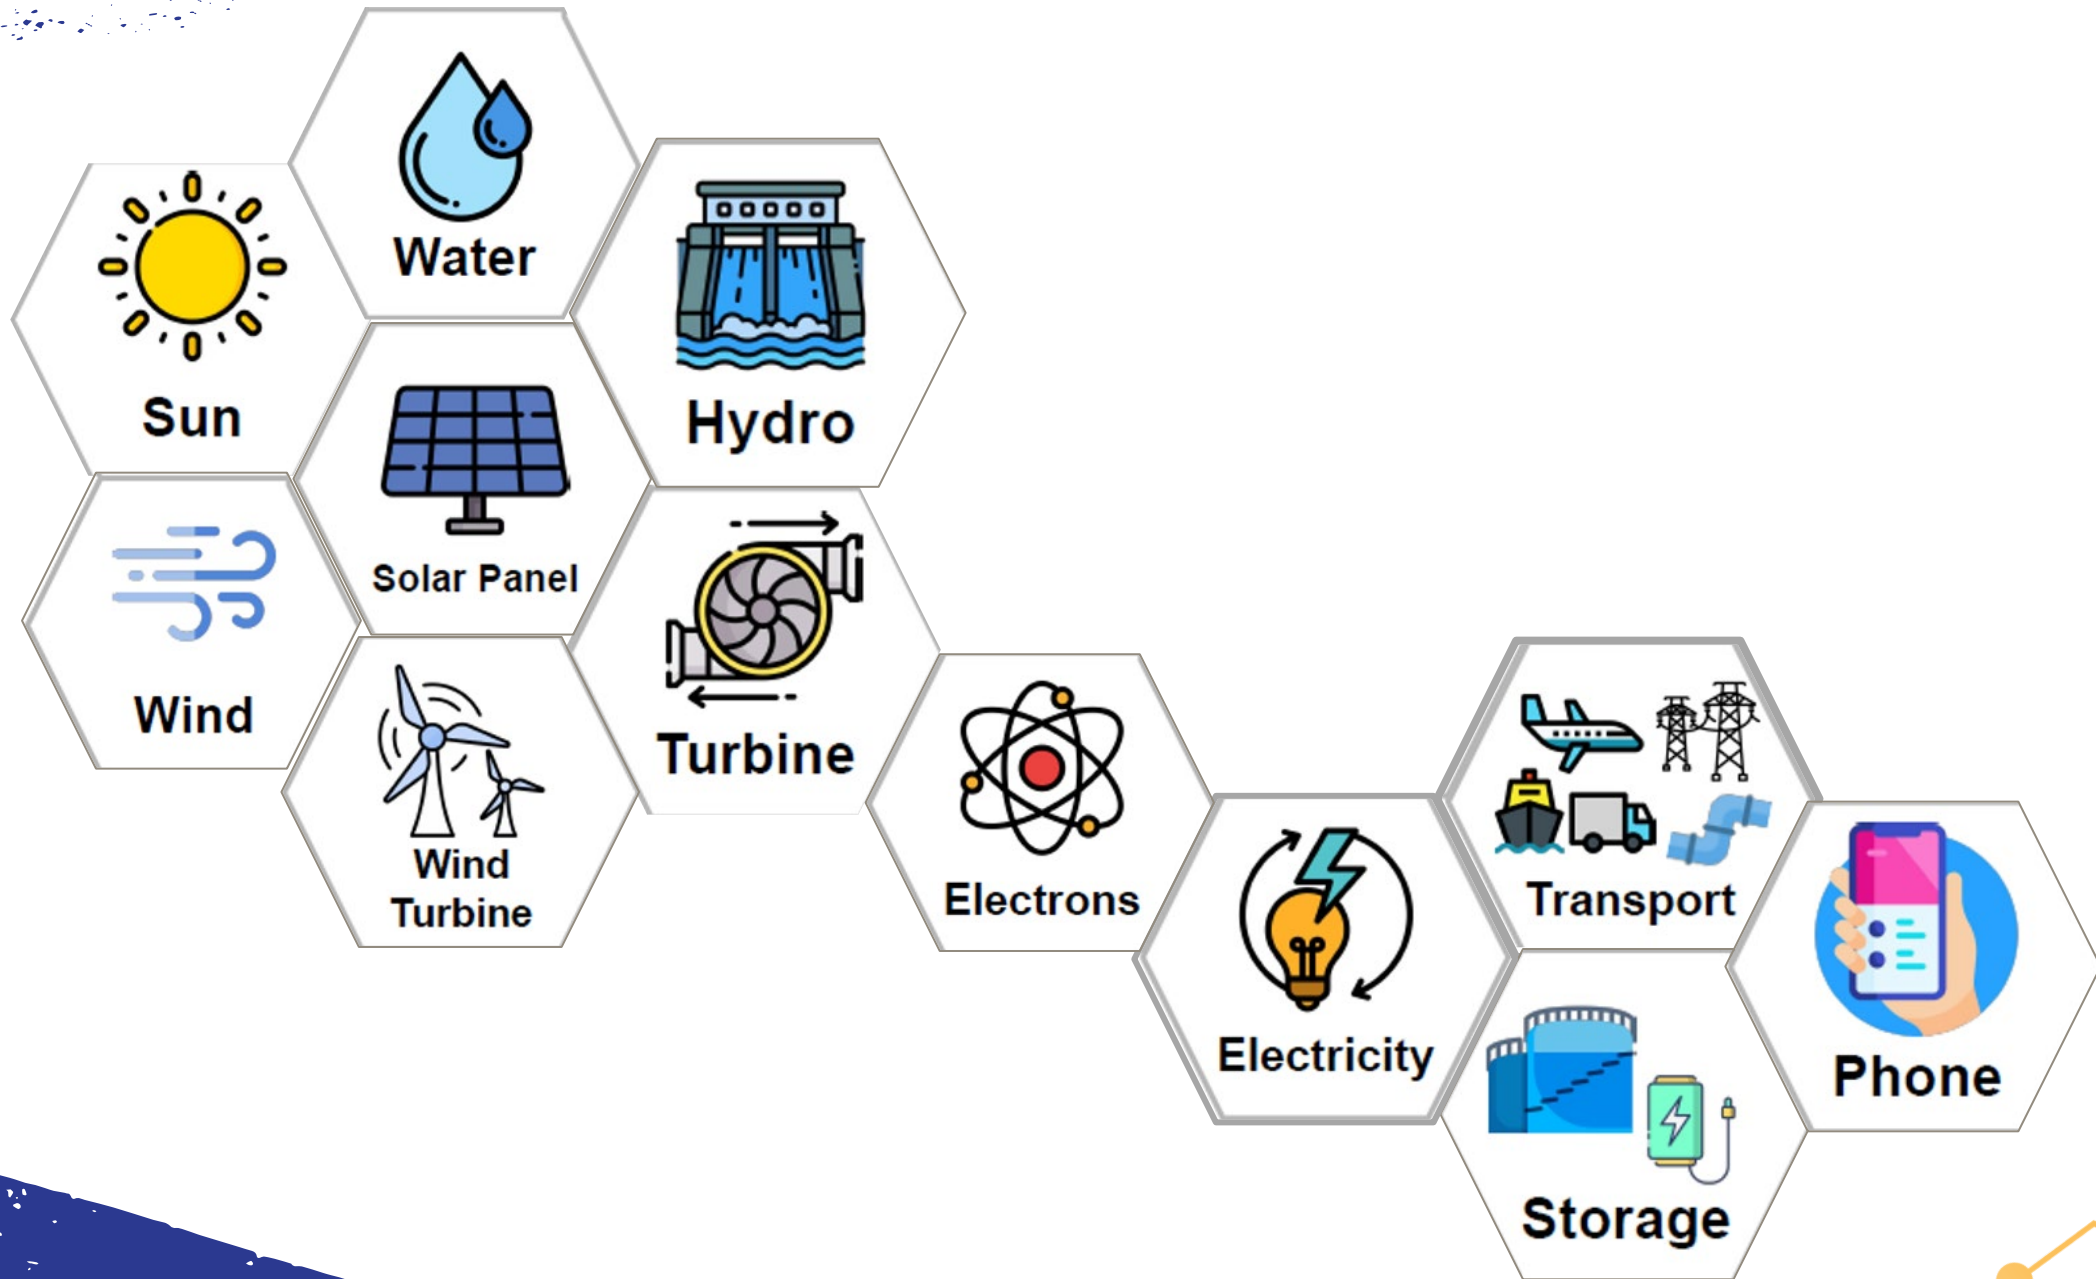 Water
Sun
Hydro
Solar Panel
Wind
Turbine
Wind
Turbine
Electrons
Electricity
Transport
Phone
Storage